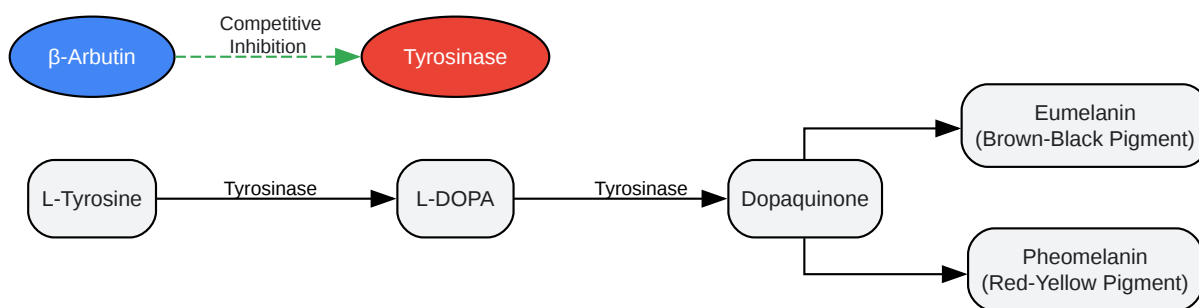 β-Arbutin
Competitive
Inhibition
Tyrosinase
L-Tyrosine
Tyrosinase
L-DOPA
Tyrosinase
Dopaquinone
Eumelanin
(Brown-Black Pigment)
Pheomelanin
(Red-Yellow Pigment)